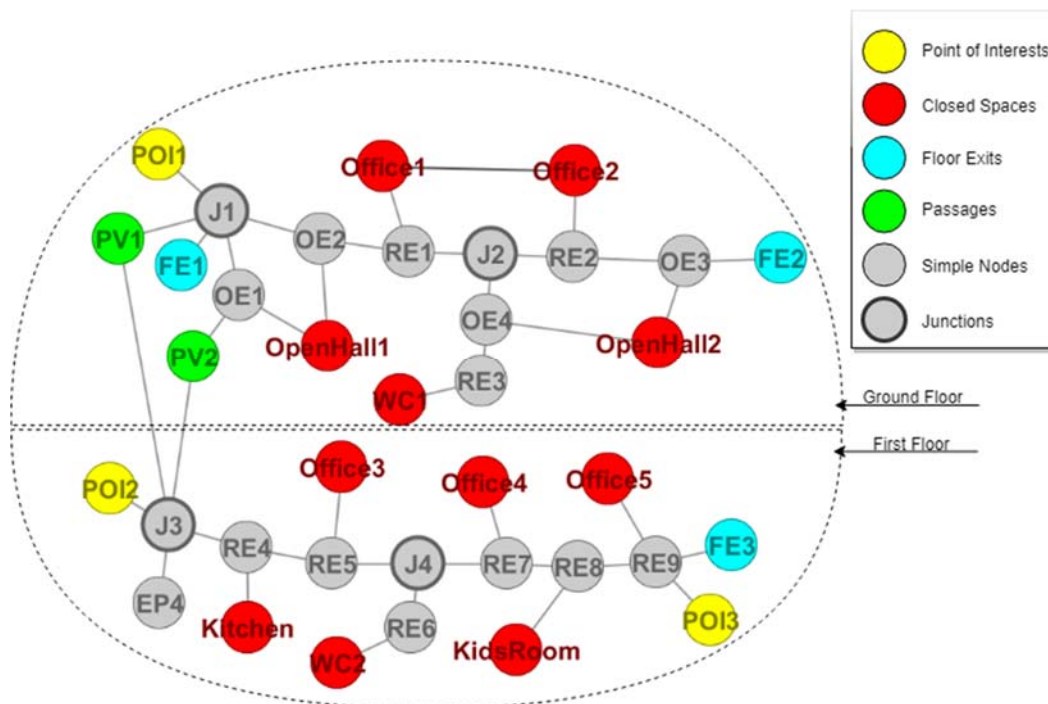 Point of Interests
Closed Spaces
Floor Exits
Passages
Simple Nodes
Junctions
POI1
Office1
Office2
J1
PV1
OE2
RE1
J2
RE2
OE3
FE2
FE1
OE1
OE4
OpenHall1
OpenHall2
PV2
RE3
WC1
Ground Floor
First Floor
Office3
Office4
Office5
POI2
J3
RE4
RE5
J4
RE7
RE8
RE9
FE3
EP4
Kitchen
RE6
WC2
KidsRoom
POI3